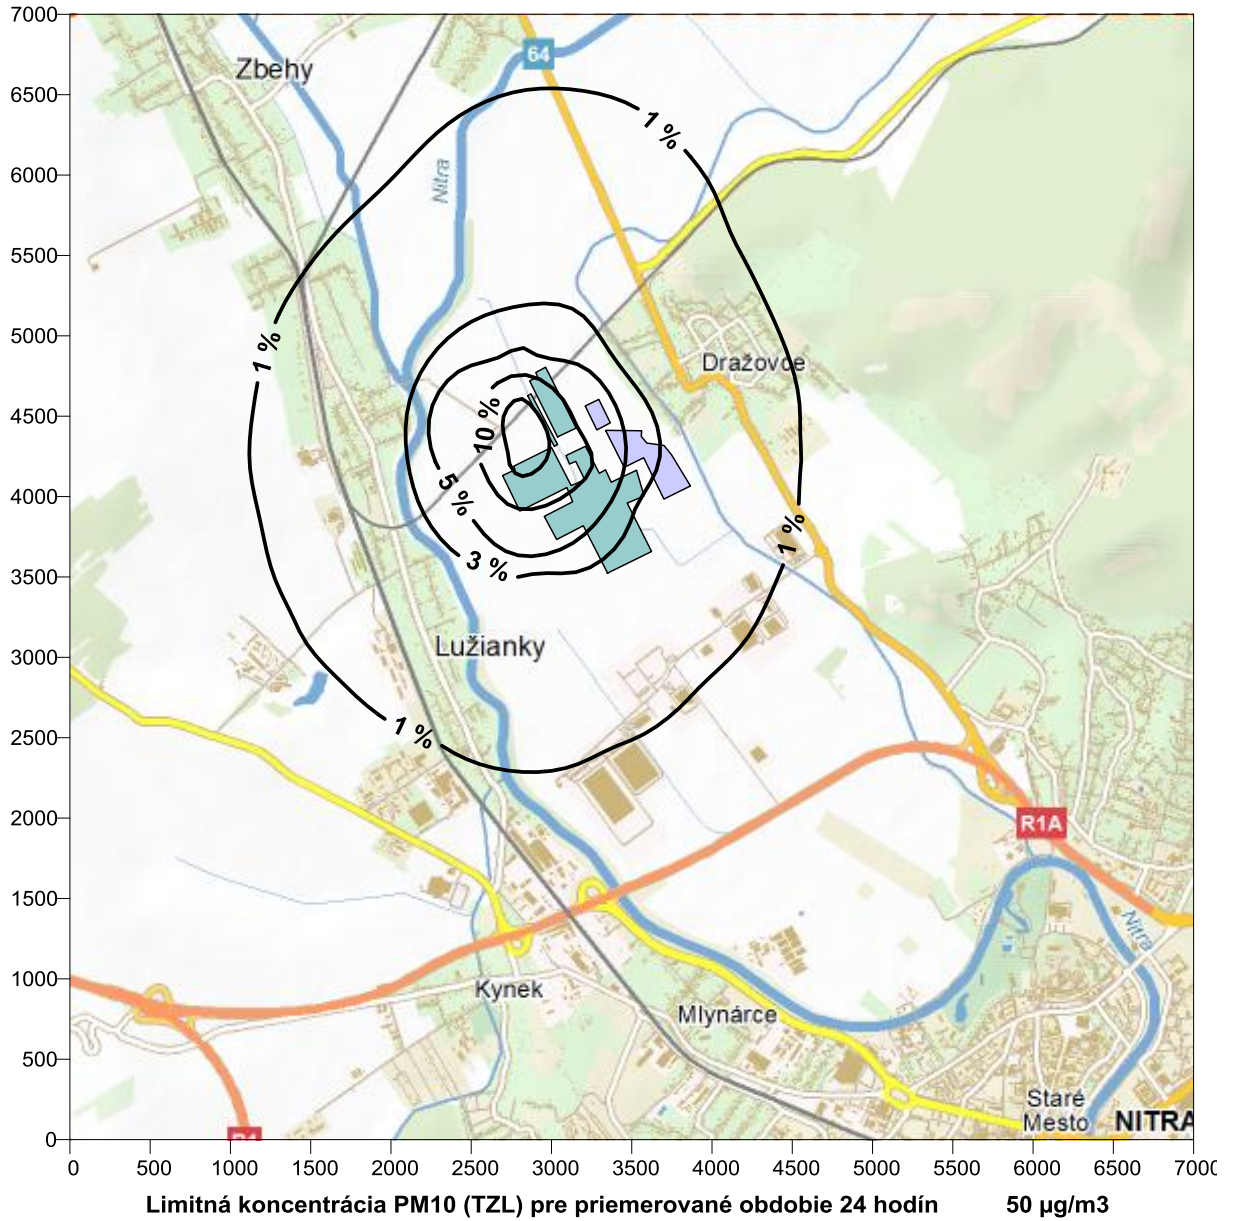 7000
6500
6000
5500
5000
4500
4000
3500
3000
2500
2000
1500
1000
500
0
Zbehy
64
Nitra
1 %
1 %
Dražovce
10 %
5 %
3 %
1 %
Lužianky
1 %
R1A
Nitra
Kynek
Mlynárce
Staré
Mesto
NITRA
0 500 1000 1500 2000 2500 3000 3500 4000 4500 5000 5500 6000 6500 7000
Limitná koncentrácia PM10 (TZL) pre priemerované obdobie 24 hodín 50 µg/m3